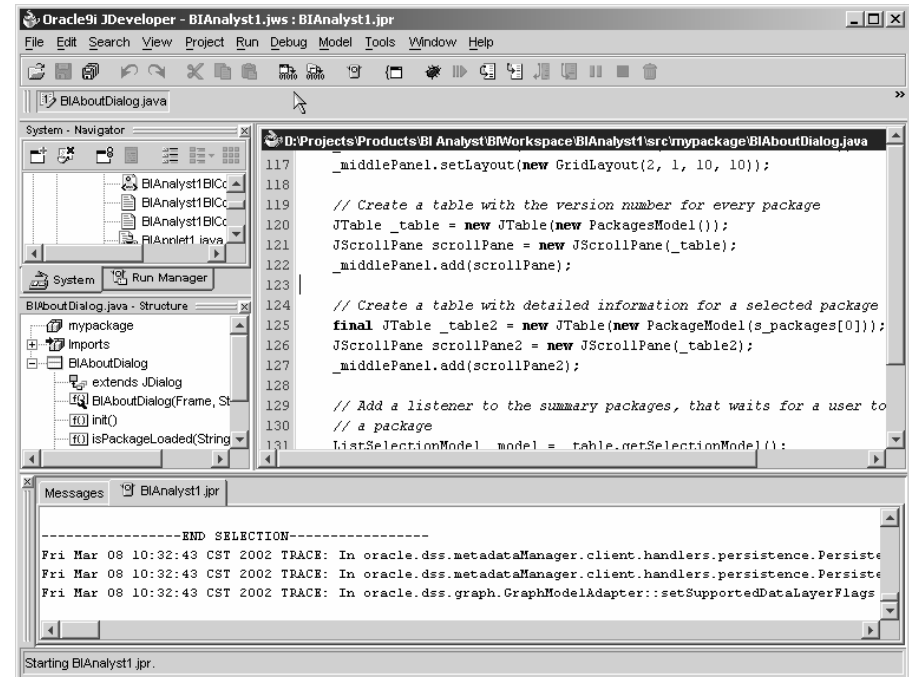 Oracle9i JDeveloper - BIAnalyst1.jws : BIAnalyst1.jpr
File Edit Search View Project Run Debug Model Tools Window Help
BIAboutDialog.java
System - Navigator
BIAnalyst1BICo
BIAnalyst1BICo
BIAnalyst1BICo
BIApplet1.java
System Run Manager
BIAboutDialog.java - Structure
mypackage
Imports
BIAboutDialog
extends JDialog
BIAboutDialog(Frame, St
init()
isPackageLoaded(String
D:\Projects\Products\BI Analyst\BIWorkspace\BIAnalyst1\src\mypackage\BIAboutDialog.java
117 _middlePanel.setLayout(new GridLayout(2, 1, 10, 10));
118
119 // Create a table with the version number for every package
120 JTable _table = new JTable(new PackagesModel());
121 JScrollPane scrollPane = new JScrollPane(_table);
122 _middlePanel.add(scrollPane);
123
124 // Create a table with detailed information for a selected package
125 final JTable _table2 = new JTable(new PackageModel(s_packages[0]));
126 JScrollPane scrollPane2 = new JScrollPane(_table2);
127 _middlePanel.add(scrollPane2);
128
129 // Add a listener to the summary packages, that waits for a user to
130 // a package
131 ListSelectionModel _model = _table.getSelectionModel();
Messages BIAnalyst1.jpr
-----------------END SELECTION-----------------
Fri Mar 08 10:32:43 CST 2002 TRACE: In oracle.dss.metadataManager.client.handlers.persistence.Persiste
Fri Mar 08 10:32:43 CST 2002 TRACE: In oracle.dss.metadataManager.client.handlers.persistence.Persiste
Fri Mar 08 10:32:43 CST 2002 TRACE: In oracle.dss.graph.GraphModelAdapter::setSupportedDataLayerFlags
Starting BIAnalyst1.jpr.